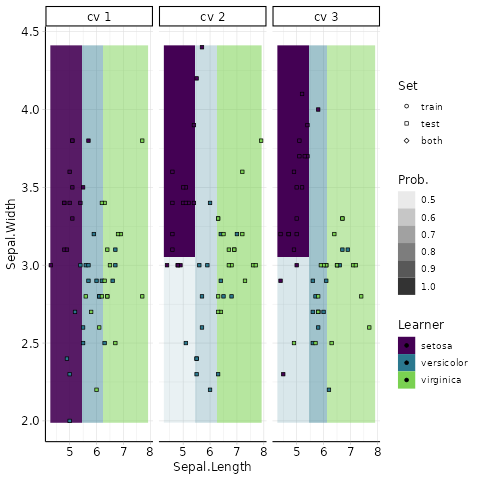 cv 1 cv 2 cv 3
4.5
4.0
3.5
3.0
2.5
2.0
Sepal.Width
5 6 7 8 5 6 7 8 5 6 7 8
Sepal.Length
Set
train
test
both
Prob.
0.5
0.6
0.7
0.8
0.9
1.0
Learner
setosa
versicolor
virginica